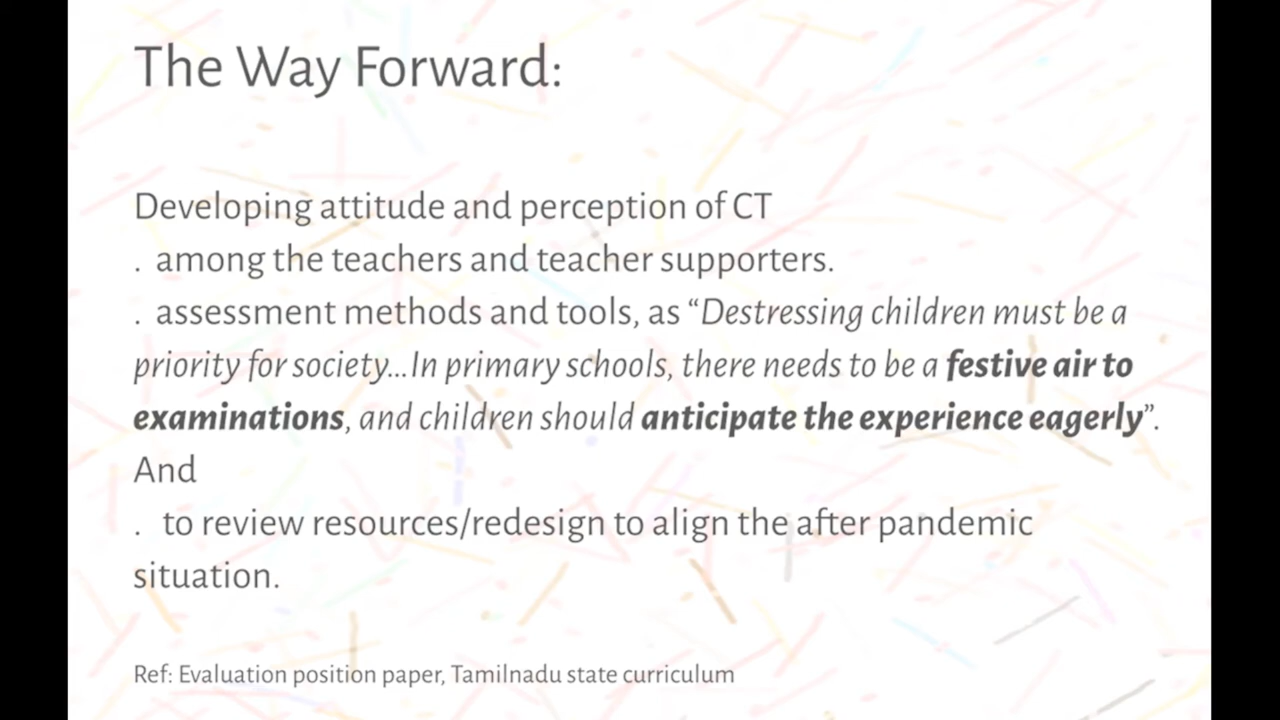 The Way Forward:
Developing attitude and perception of CT
. among the teachers and teacher supporters.
. assessment methods and tools, as “Destressing children must be a
priority for society...In primary schools, there needs to be a festive air to
examinations, and children should anticipate the experience eagerly”.
And
. to review resources/redesign to align the after pandemic
situation.
Ref: Evaluation position paper, Tamilnadu state curriculum